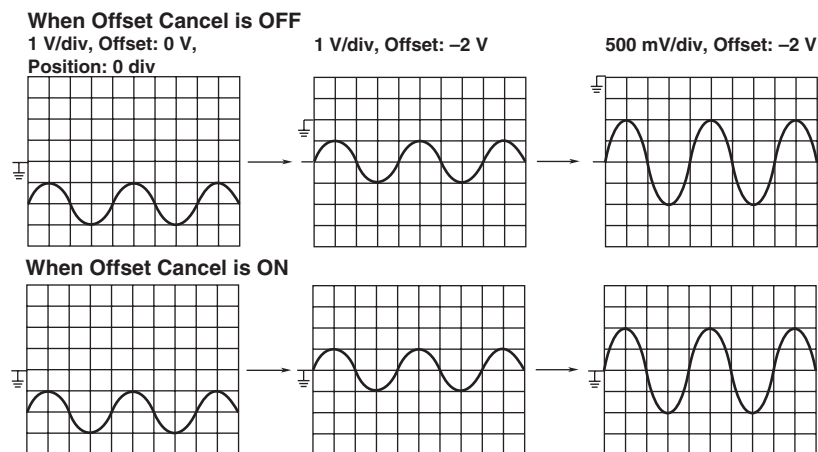 When Offset Cancel is OFF
1 V/div, Offset: 0 V,
Position: 0 div
1 V/div, Offset: –2 V
500 mV/div, Offset: –2 V
When Offset Cancel is ON